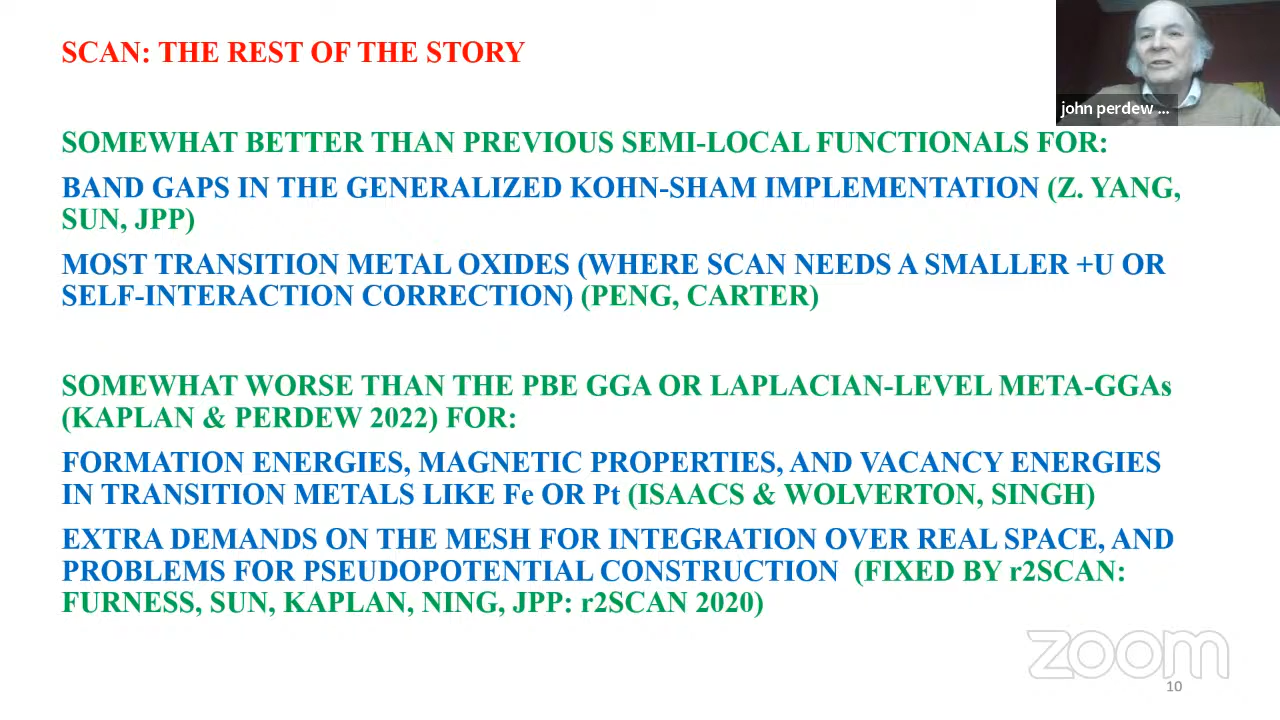 SCAN: THE REST OF THE STORY
john perdew ...
SOMEWHAT BETTER THAN PREVIOUS SEMI-LOCAL FUNCTIONALS FOR:
BAND GAPS IN THE GENERALIZED KOHN-SHAM IMPLEMENTATION (Z. YANG,
SUN, JPP)
MOST TRANSITION METAL OXIDES (WHERE SCAN NEEDS A SMALLER +U OR
SELF-INTERACTION CORRECTION) (PENG, CARTER)
SOMEWHAT WORSE THAN THE PBE GGA OR LAPLACIAN-LEVEL META-GGAs
(KAPLAN & PERDEW 2022) FOR:
FORMATION ENERGIES, MAGNETIC PROPERTIES, AND VACANCY ENERGIES
IN TRANSITION METALS LIKE Fe OR Pt (ISAACS & WOLVERTON, SINGH)
EXTRA DEMANDS ON THE MESH FOR INTEGRATION OVER REAL SPACE, AND
PROBLEMS FOR PSEUDOPOTENTIAL CONSTRUCTION (FIXED BY r2SCAN:
FURNESS, SUN, KAPLAN, NING, JPP: r2SCAN 2020)
zoom
10